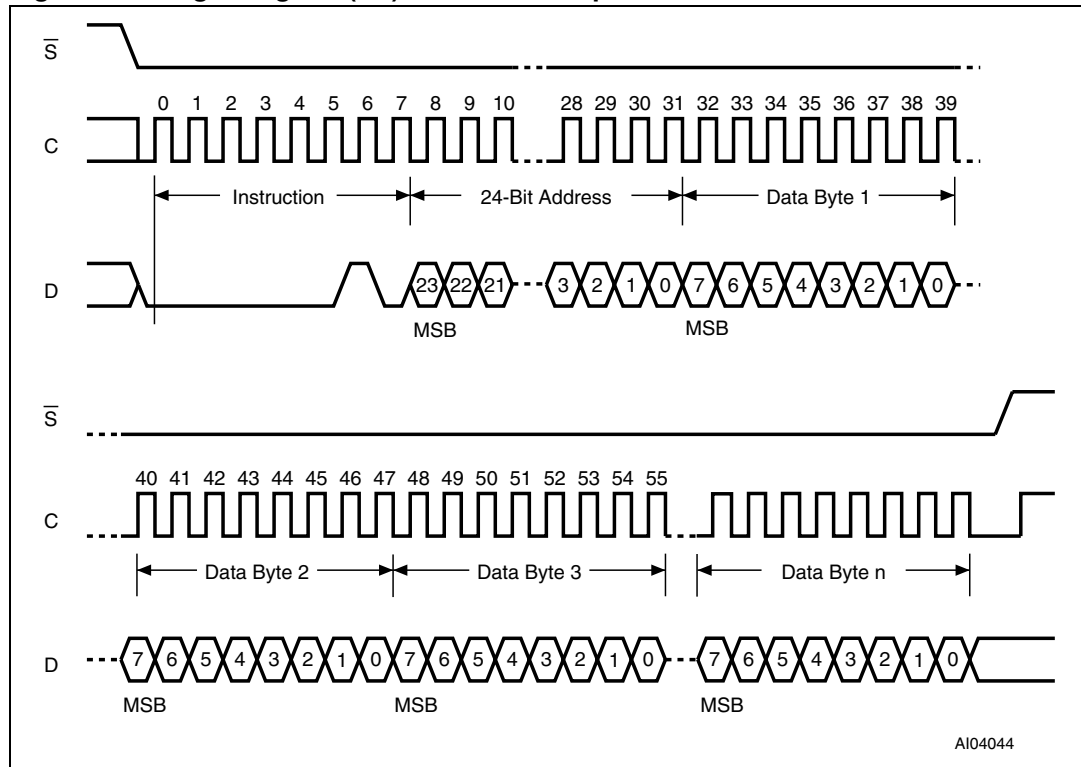 S
0 1 2 3 4 5 6 7 8 9 10 28 29 30 31 32 33 34 35 36 37 38 39
C
Instruction 24-Bit Address Data Byte 1
D 23 22 21 3 2 1 0 7 6 5 4 3 2 1 0
MSB MSB
S
40 41 42 43 44 45 46 47 48 49 50 51 52 53 54 55
C
Data Byte 2 Data Byte 3 Data Byte n
D 7 6 5 4 3 2 1 0 7 6 5 4 3 2 1 0 7 6 5 4 3 2 1 0
MSB MSB MSB
AI04044